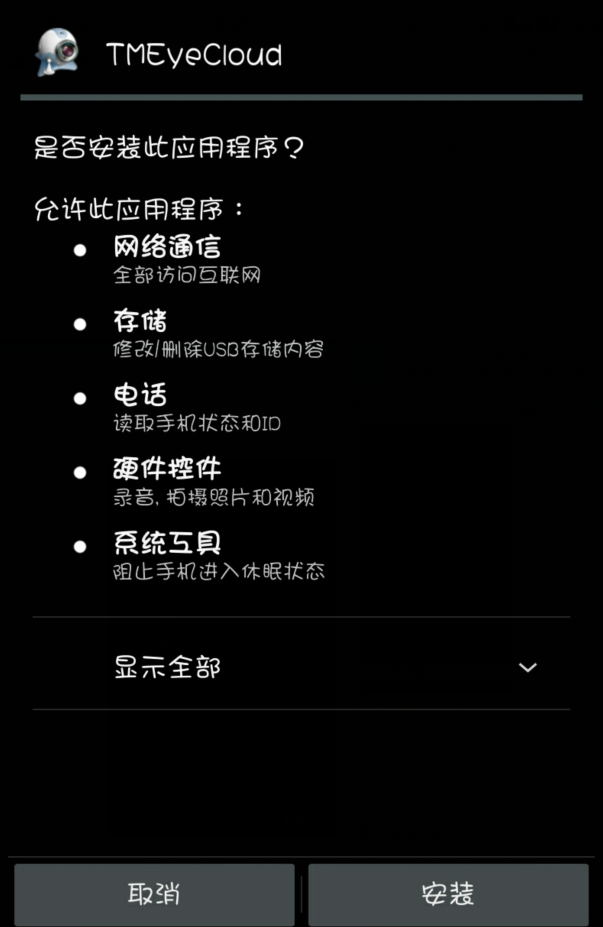 TMEyeCloud
是否安装此应用程序？
允许此应用程序：
网络通信
全部访问互联网
存储
修改/删除USB存储内容
电话
读取手机状态和ID
硬件控件
录音, 拍摄照片和视频
系统工具
阻止手机进入休眠状态
显示全部
取消
安装